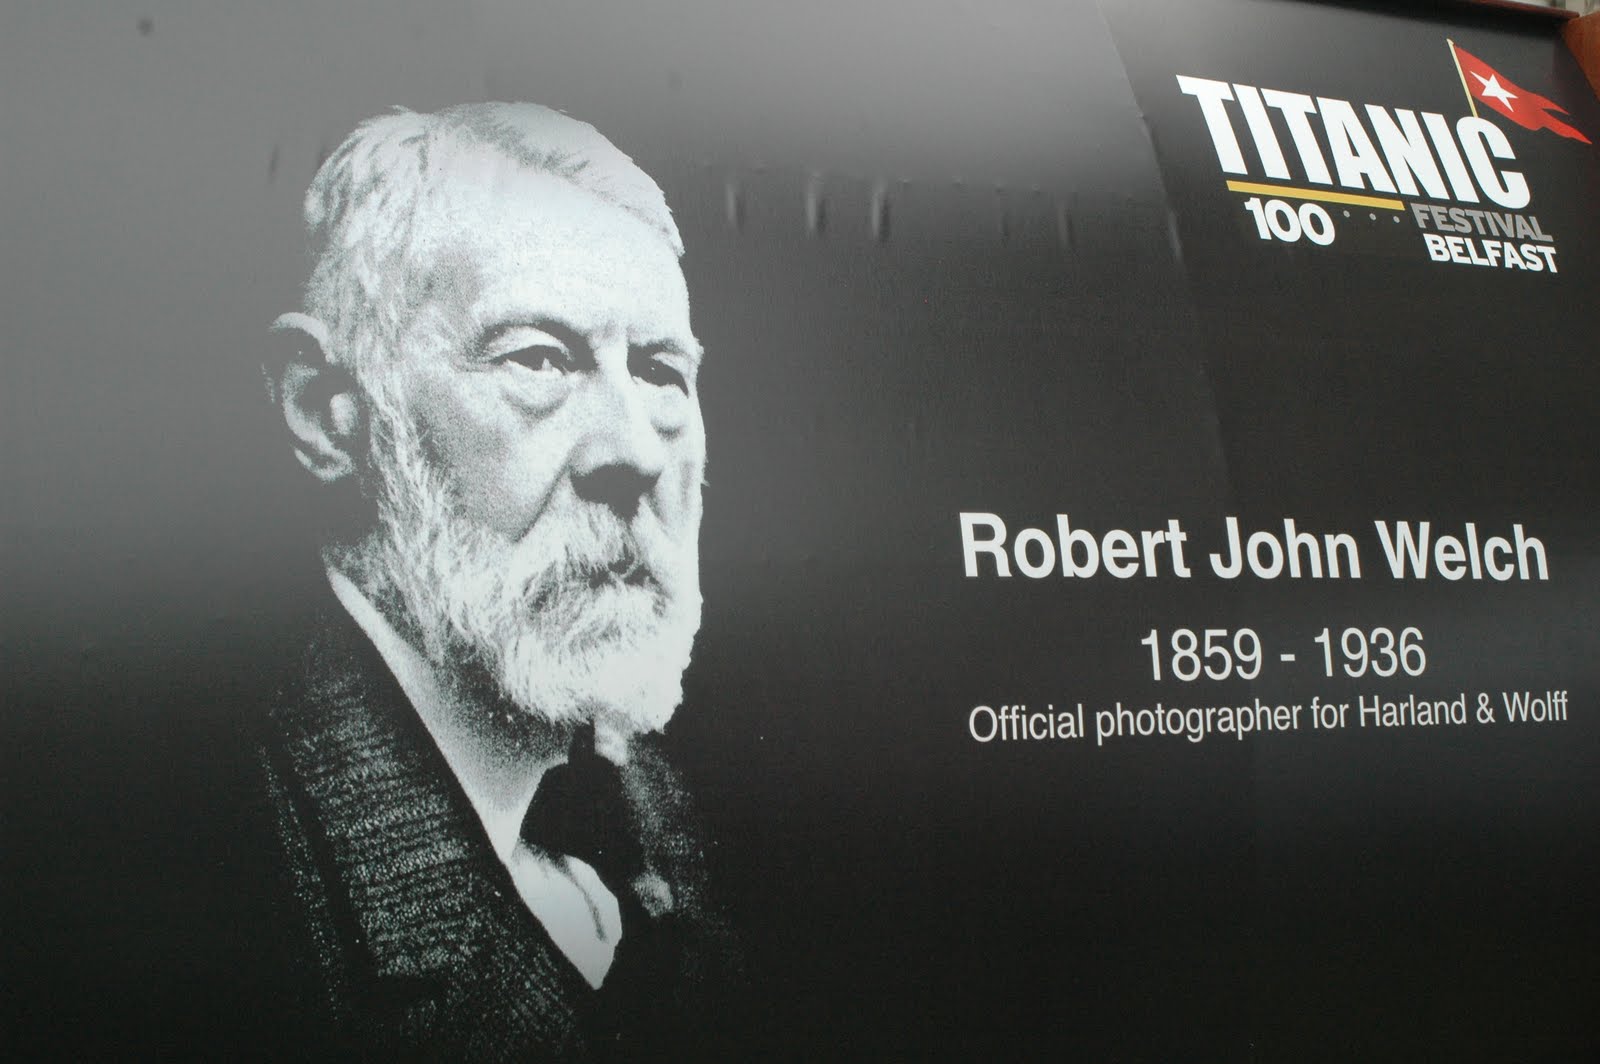 TITANIC
100 ... FESTIVAL
BELFAST
Robert John Welch
1859 - 1936
Official photographer for Harland & Wolff